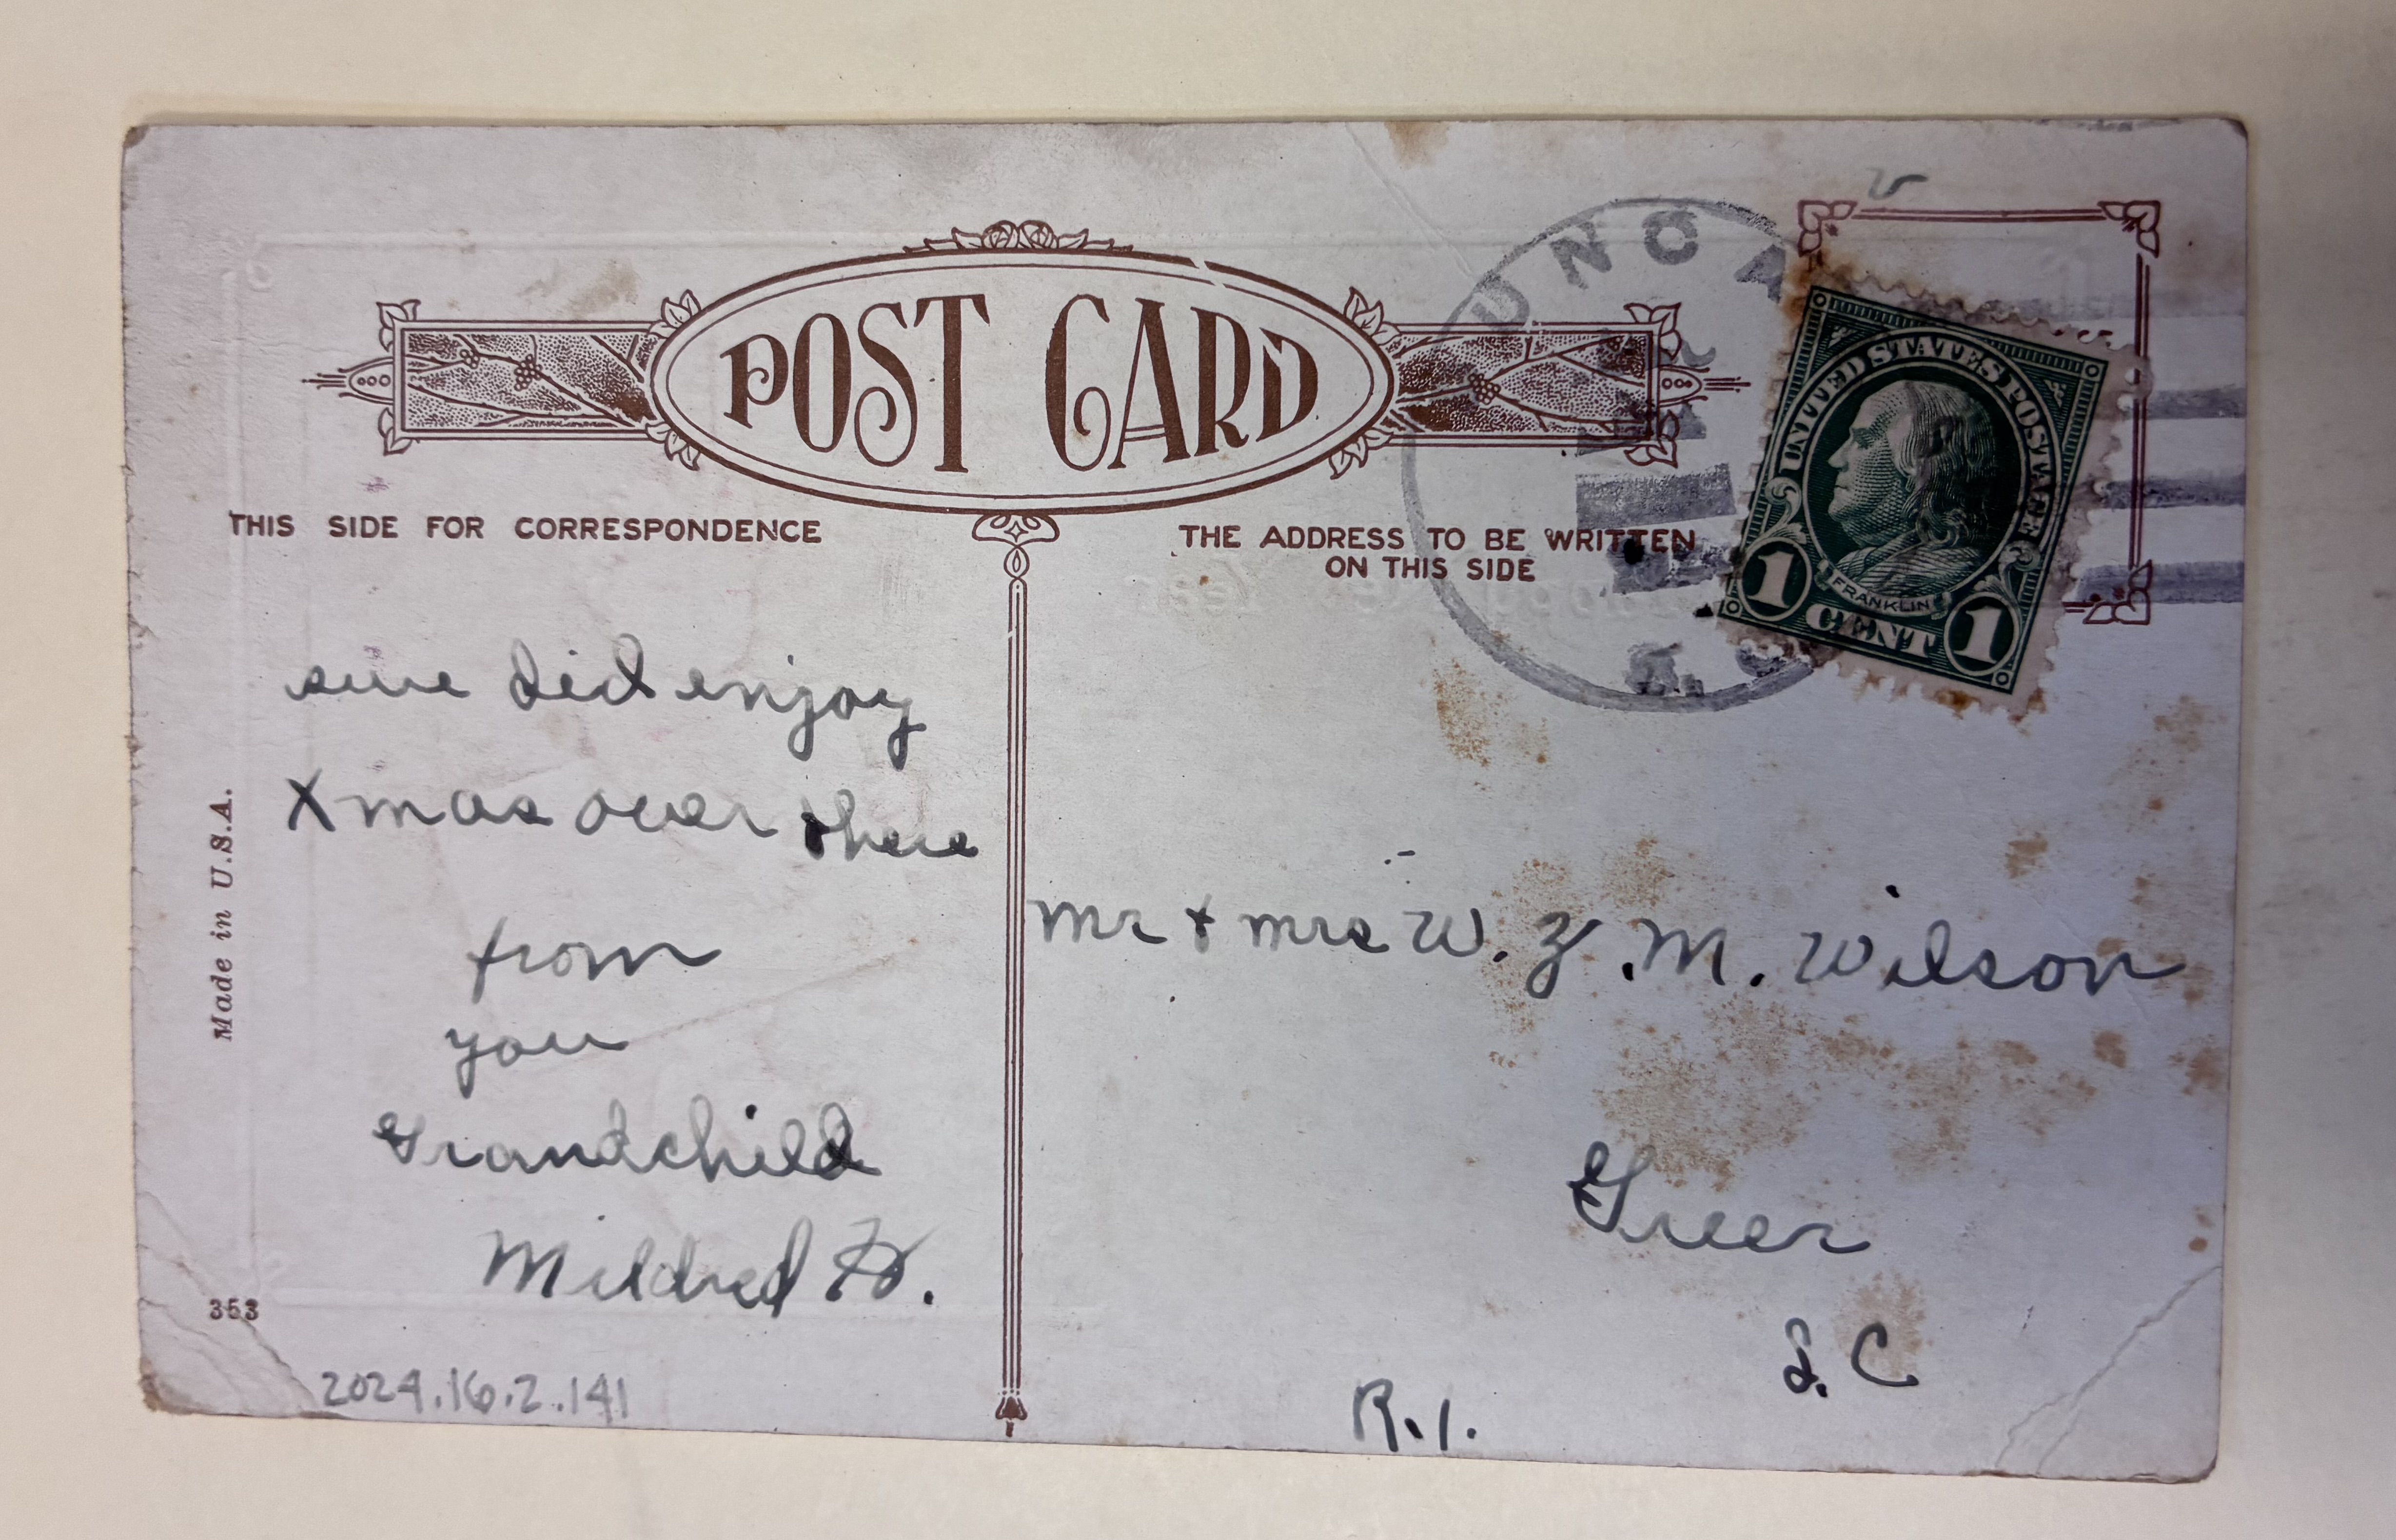 POST CARD
THIS SIDE FOR CORRESPONDENCE
sure did enjoy
Xmas over there
from
you
Grandchild
Mildred W.
Made in U.S.A.
353
2024.16.2.141
UNOA
UNITED STATES POSTAGE
FRANKLIN
1 CENT 1
THE ADDRESS TO BE WRITTEN
ON THIS SIDE
Mr & Mrs W. Z. M. Wilson
Greer
S. C
R. 1.